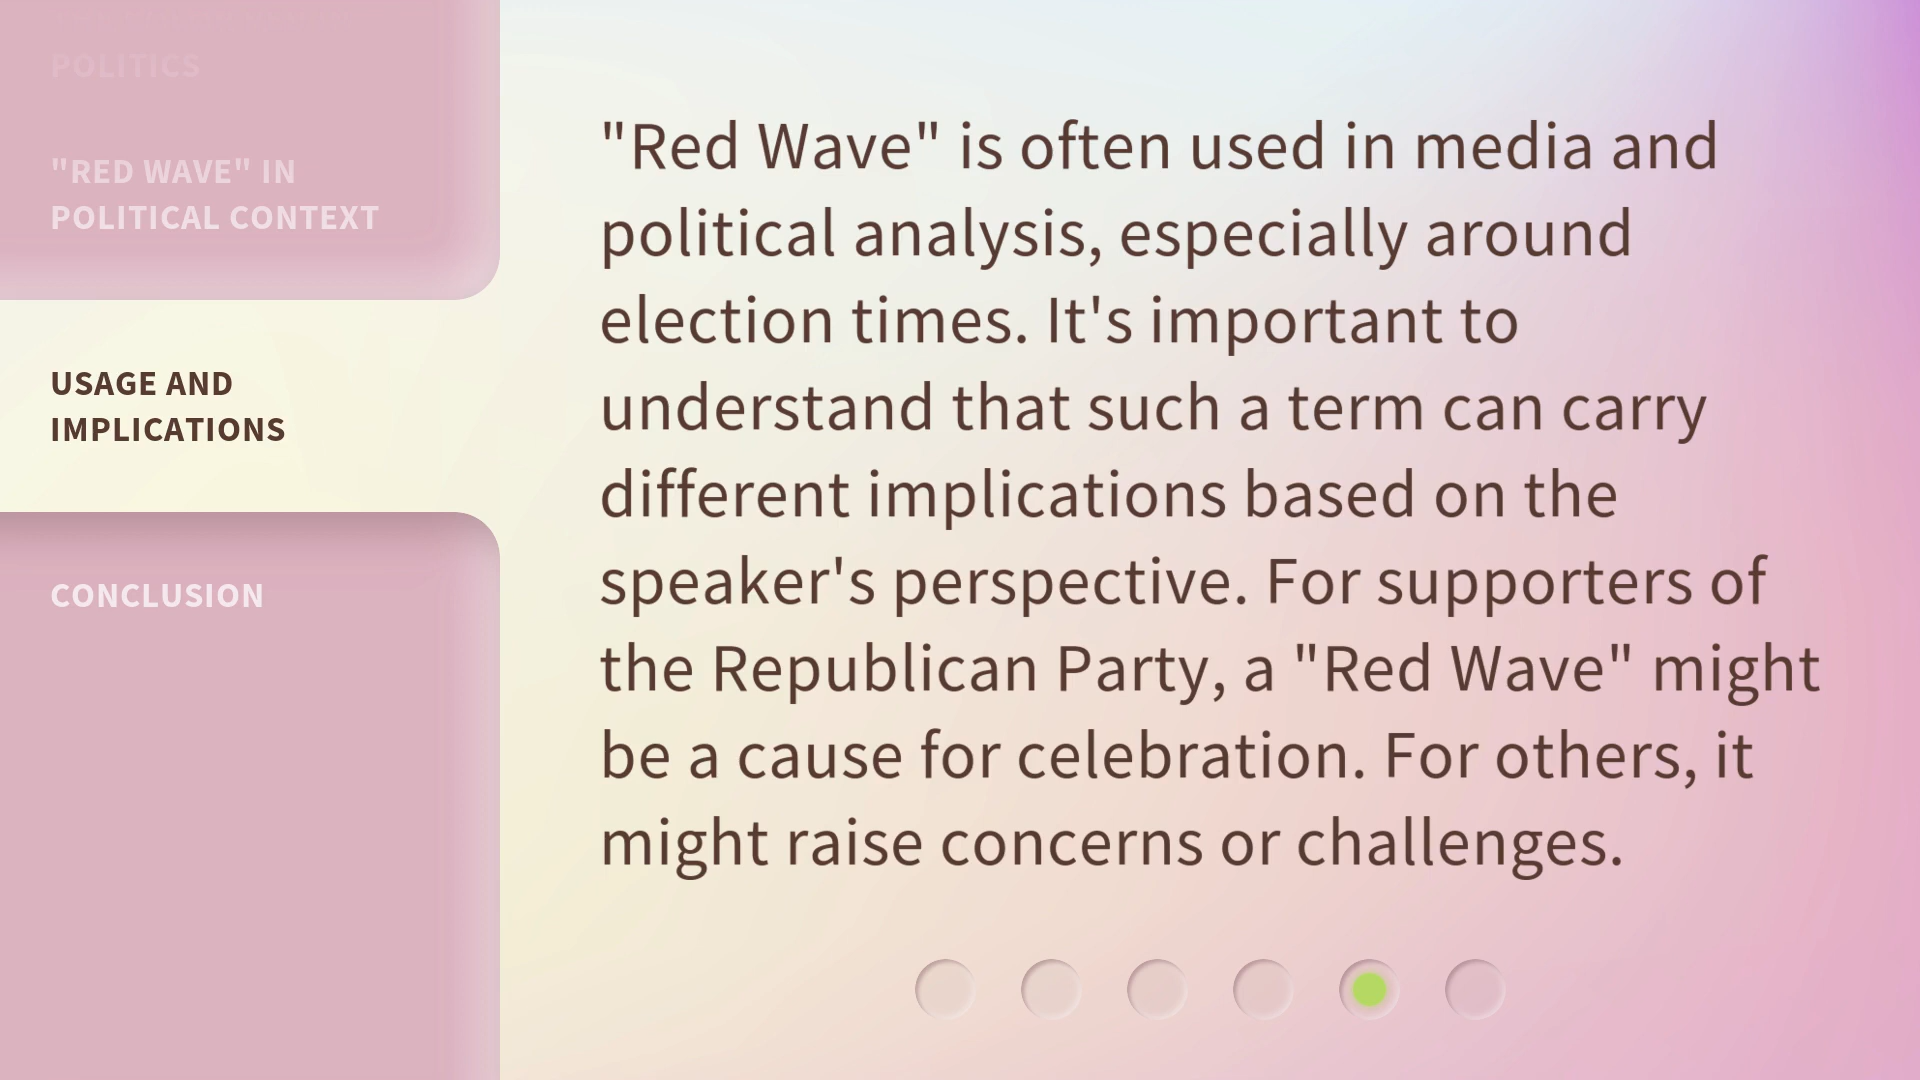 POLITICS
"RED WAVE" IN
POLITICAL CONTEXT
USAGE AND
IMPLICATIONS
CONCLUSION
"Red Wave" is often used in media and
political analysis, especially around
election times. It's important to
understand that such a term can carry
different implications based on the
speaker's perspective. For supporters of
the Republican Party, a "Red Wave" might
be a cause for celebration. For others, it
might raise concerns or challenges.